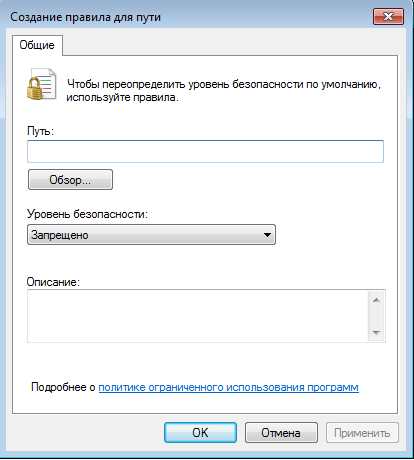 Создание правила для пути
Общие
Чтобы переопределить уровень безопасности по умолчанию,
используйте правила.
Путь:
Обзор...
Уровень безопасности:
Запрещено
Описание:
Подробнее о политике ограниченного использования программ
OK
Отмена
Применить